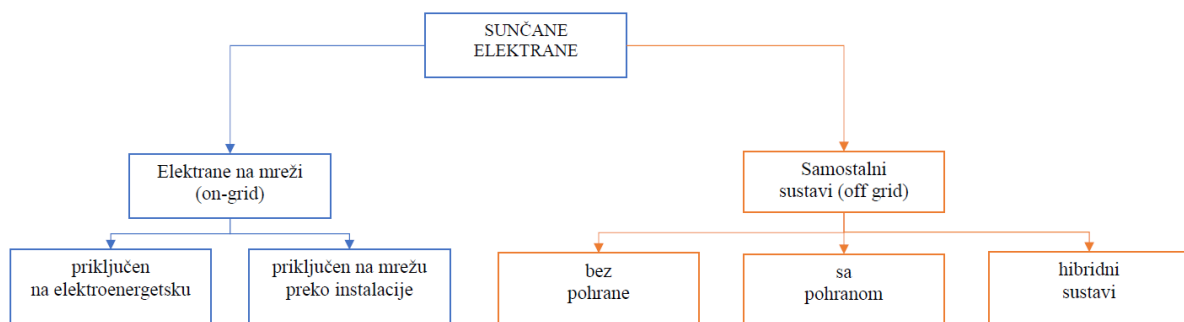 SUNČANE
ELEKTRANE
Elektrane na mreži
(on-grid)
Samostalni
sustavi (off grid)
priključen
na elektroenergetsku
priključen na mrežu
preko instalacije
bez
pohrane
sa
pohranom
hibridni
sustavi